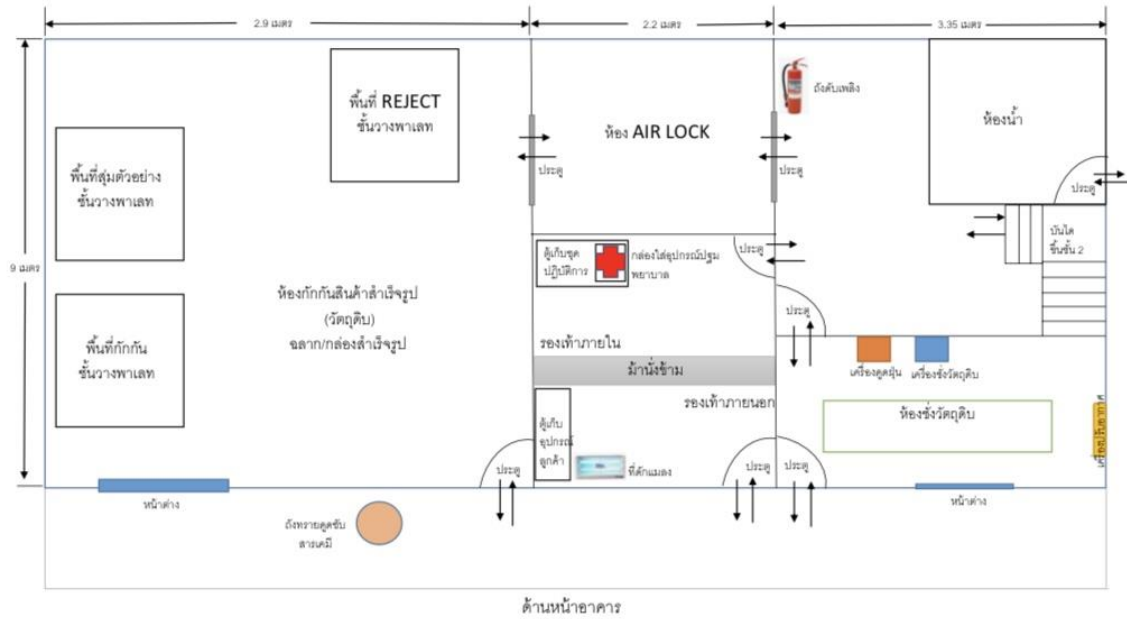 2.9 เมตร
2.2 เมตร
3.35 เมตร
9 เมตร
พื้นที่ REJECT
ชั้นวางพาเลท
ห้อง AIR LOCK
ถังดับเพลิง
ห้องน้ำ
พื้นที่สุ่มตัวอย่าง
ชั้นวางพาเลท
ประตู
ประตู
ประตู
บันได
ขึ้นชั้น 2
ตู้เก็บชุด
ปฏิบัติการ
กล่องใส่อุปกรณ์ปฐม
พยาบาล
ประตู
ห้องกักกันสินค้าสำเร็จรูป
(วัตถุดิบ)
ฉลาก/กล่องสำเร็จรูป
พื้นที่กักกัน
ชั้นวางพาเลท
ประตู
รองเท้าภายใน
ม้านั่งข้าม
รองเท้าภายนอก
เครื่องดูดฝุ่น
เครื่องชั่งวัตถุดิบ
ห้องชั่งวัตถุดิบ
เครื่องปรับอากาศ
ตู้เก็บ
อุปกรณ์
ลูกค้า
ที่ดักแมลง
ประตู
ประตู
ประตู
หน้าต่าง
หน้าต่าง
ถังทรายดูดซับ
สารเคมี
ด้านหน้าอาคาร